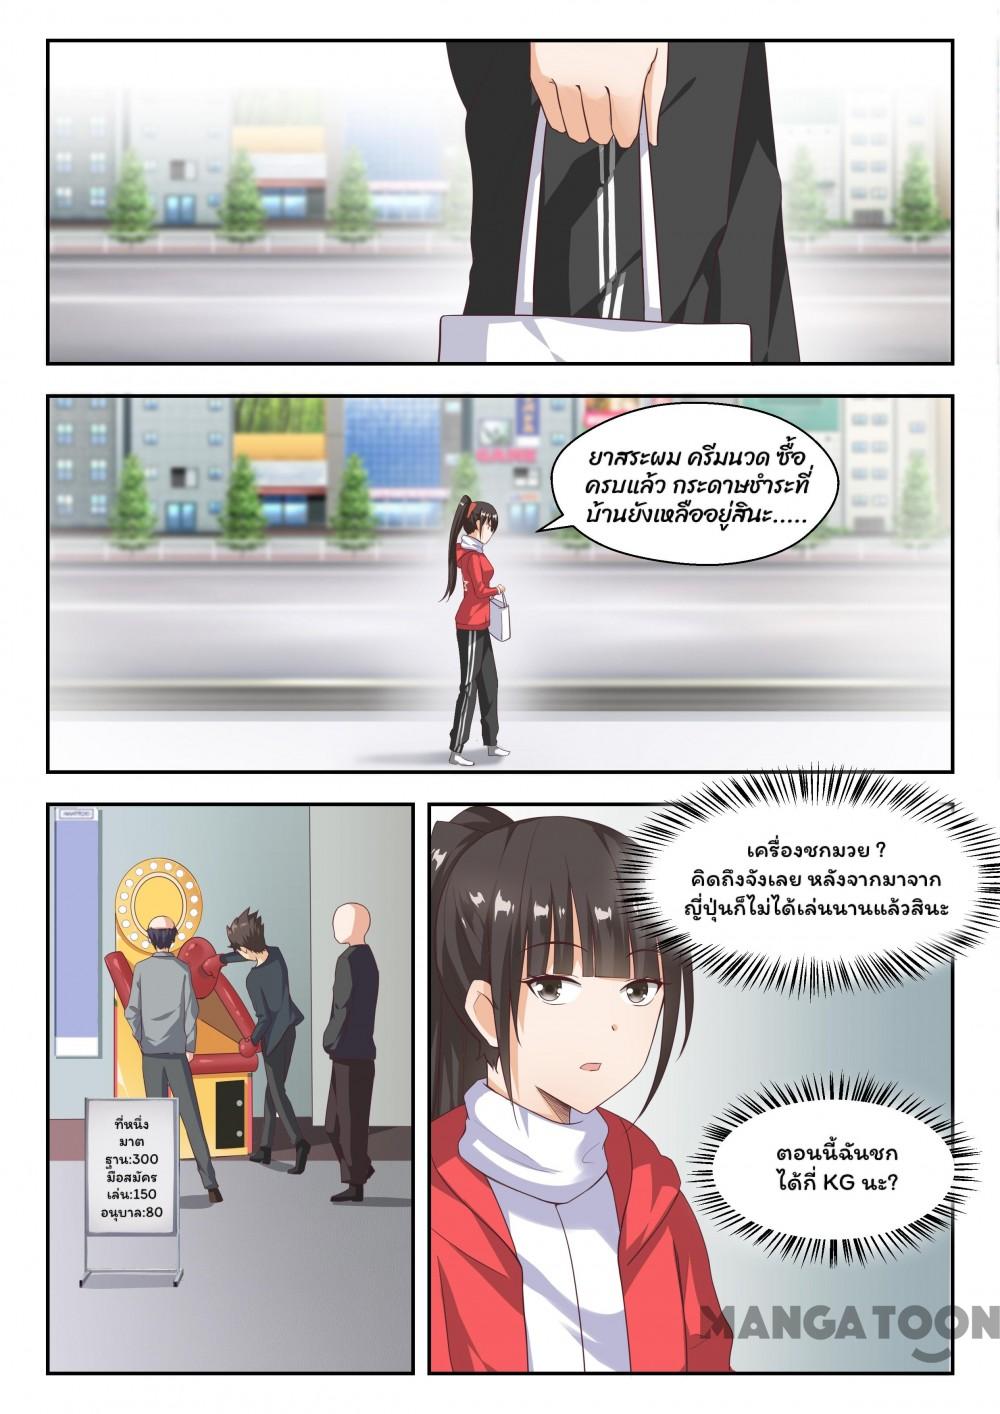 GAME
ยาสระผม ครีมนวด ซื้อ
ครบแล้ว กระดาษชำระที่
บ้านยังเหลืออยู่สินะ.....
ที่หนึ่ง
มาต
ฐาน:300
มือสมัคร
เล่น:150
อนุบาล:80
เครื่องชกมวย ?
คิดถึงจังเลย หลังจากมาจาก
ญี่ปุ่นก็ไม่ได้เล่นนานแล้วสินะ
ตอนนี้ฉันชก
ได้กี่ KG นะ?
MANGATOON